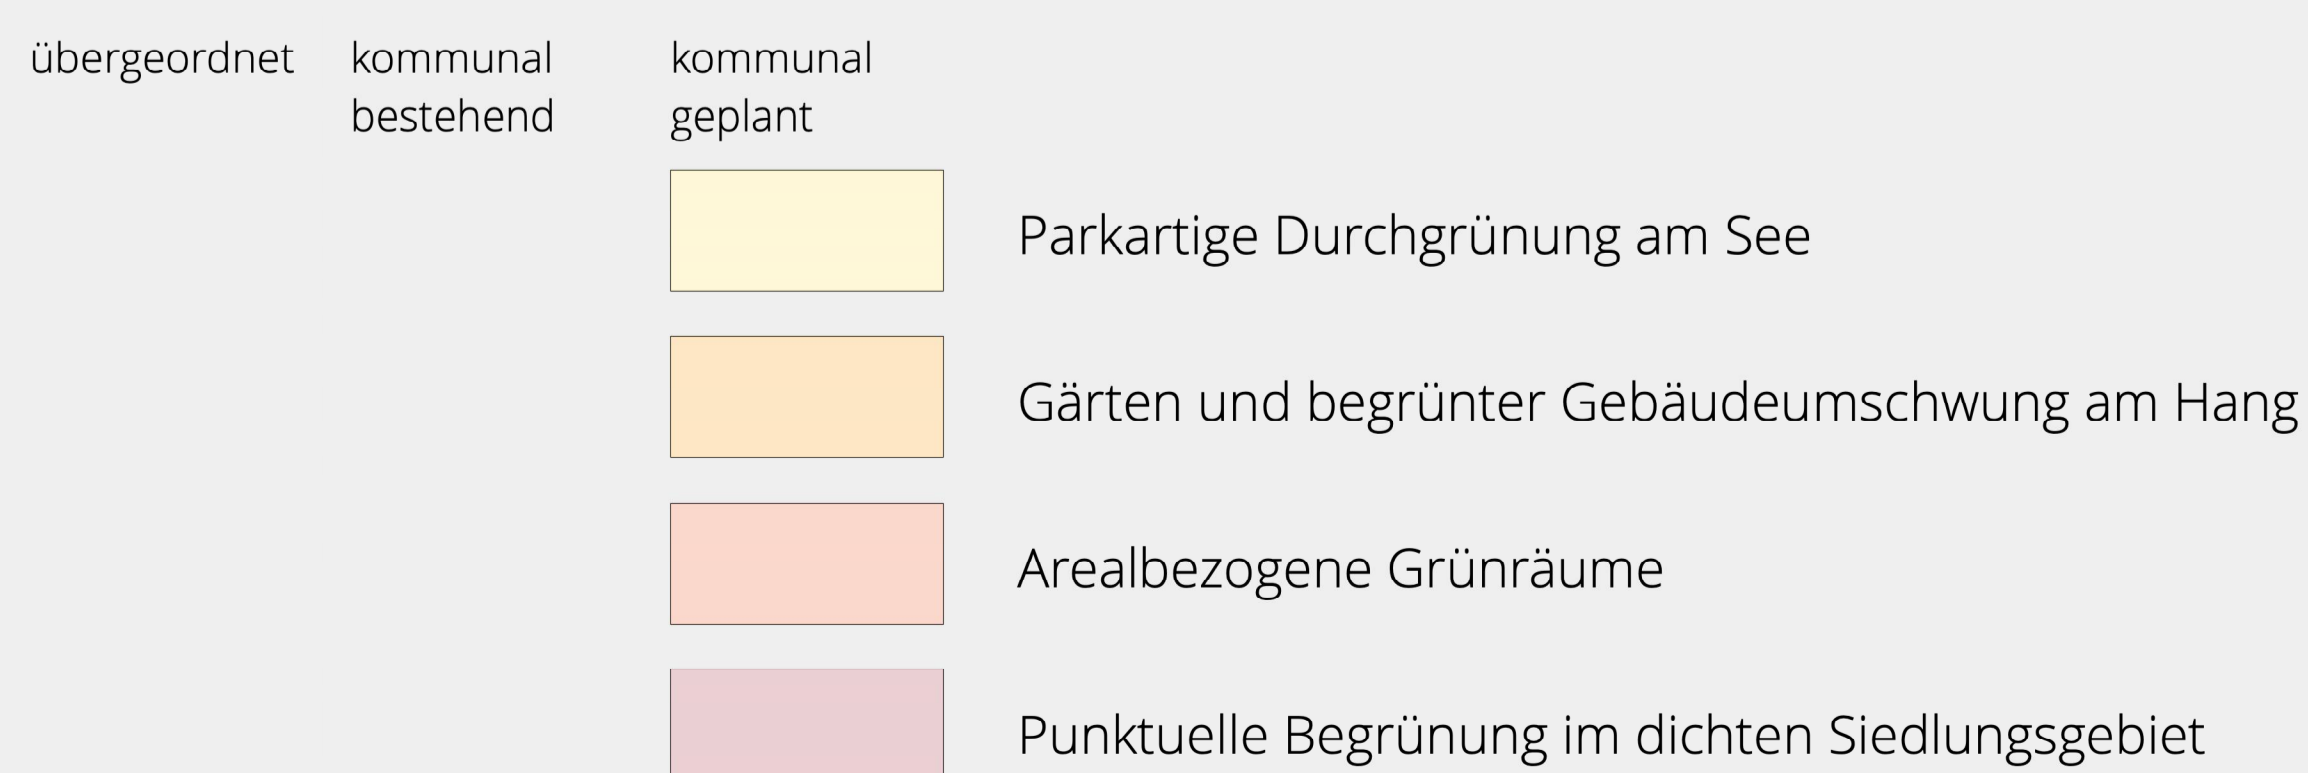 übergeordnet kommunal kommunal
bestehend geplant
Parkartige Durchgrünung am See
Gärten und begrünter Gebäudeumschwung am Hang
Arealbezogene Grünräume
Punktuelle Begrünung im dichten Siedlungsgebiet